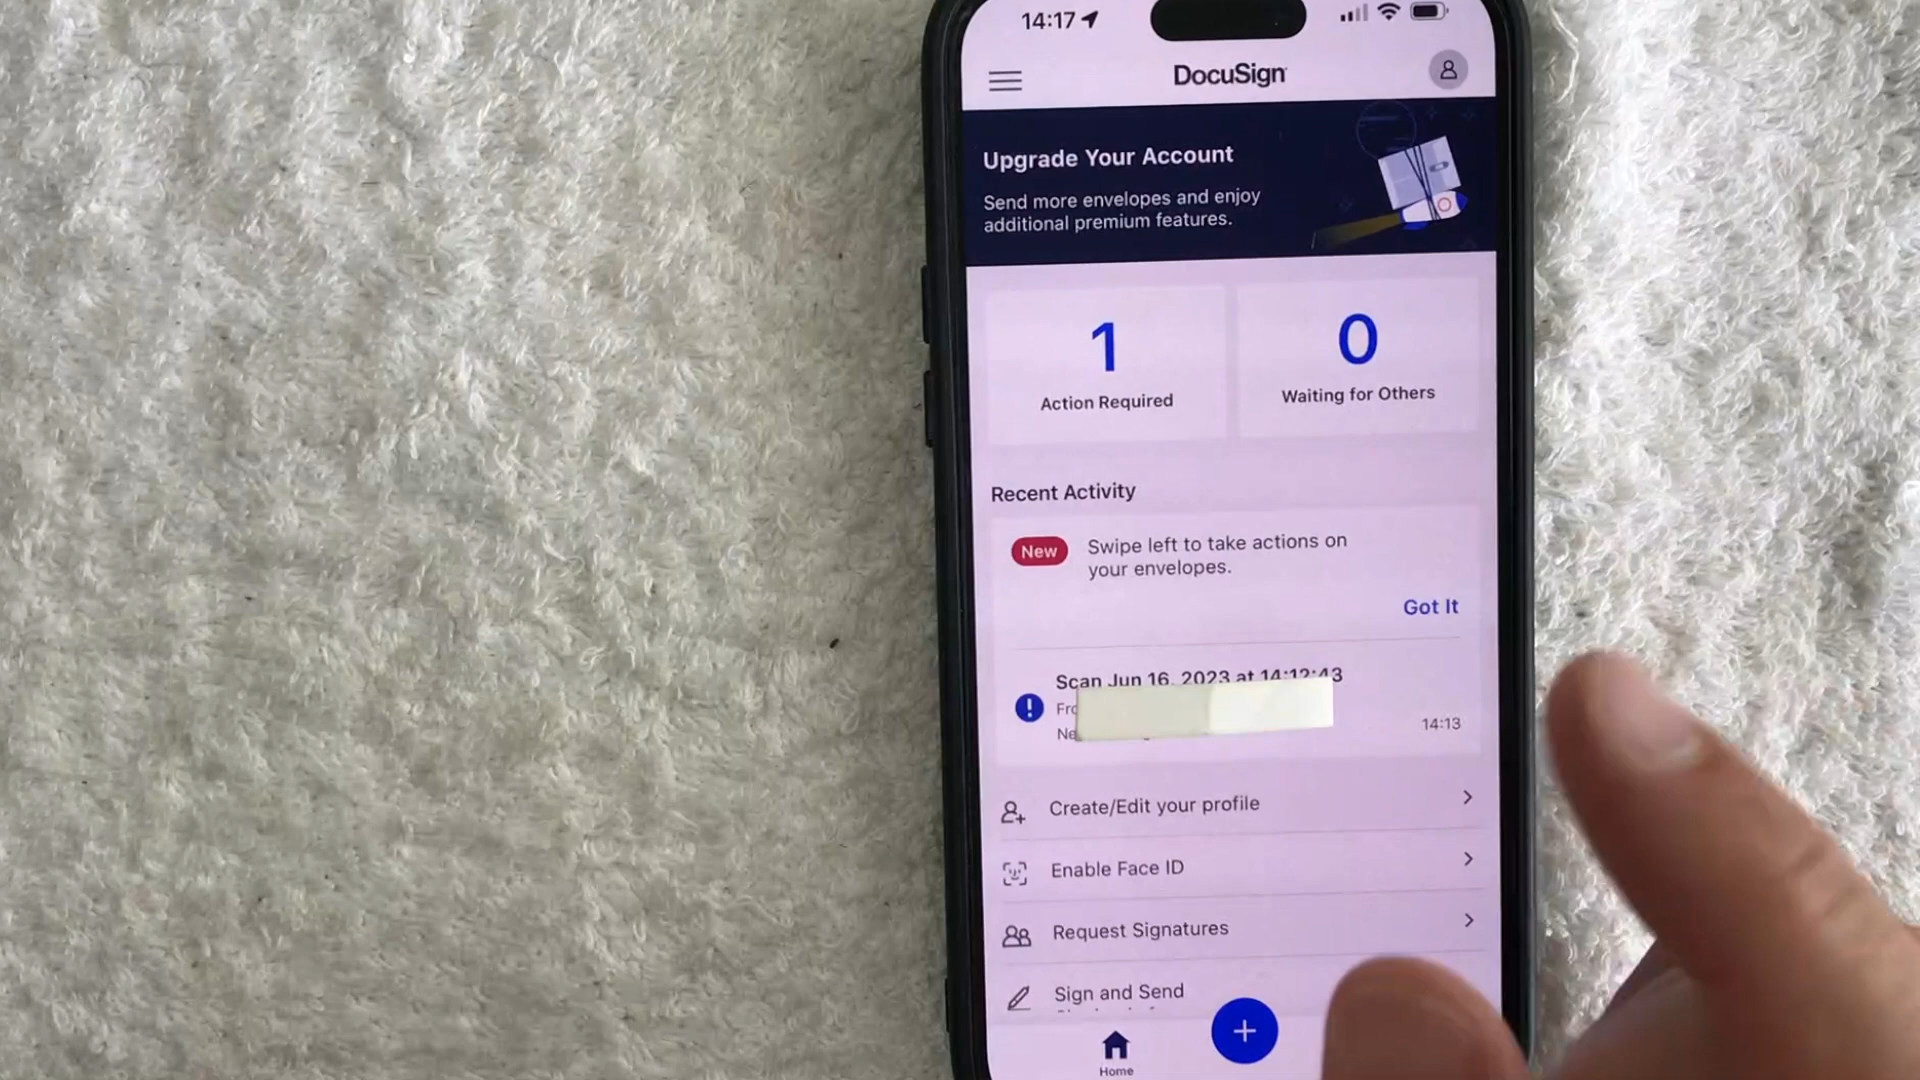 14:17
DocuSign
Upgrade Your Account
Send more envelopes and enjoy
additional premium features.
1
Action Required
0
Waiting for Others
Recent Activity
New
Swipe left to take actions on
your envelopes.
Got It
Scan Jun 16, 2023 at 14:12:43
14:13
Create/Edit your profile
Enable Face ID
Request Signatures
Sign and Send
Home